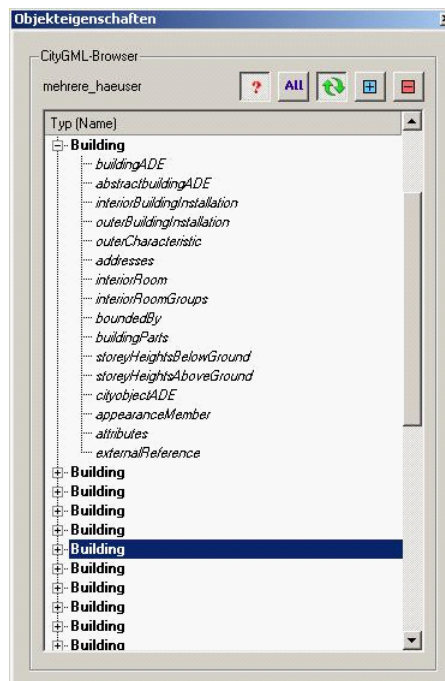 Objekteigenschaften
CityGML-Browser
mehrere_haeuser
? All
Typ (Name)
Building
buildingADE
abstractbuildingADE
interiorBuildingInstallation
outerBuildingInstallation
outerCharacteristic
addresses
interiorRoom
interiorRoomGroups
boundedBy
buildingParts
storeyHeightsBelowGround
storeyHeightsAboveGround
cityobjectADE
appearanceMember
attributes
externalReference
Building
Building
Building
Building
Building
Building
Building
Building
Building
Building